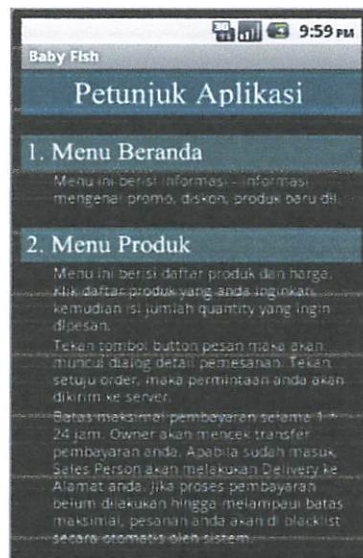 3G 9:59 PM
Baby Fish
Petunjuk Aplikasi
1. Menu Beranda
Menu ini berisi informasi - informasi
mengenai promo, diskon, produk baru dll.
2. Menu Produk
Menu ini berisi daftar produk dan harga.
Klik daftar produk yang anda inginkan,
kemudian isi jumlah quantity yang ingin
dipesan.
Tekan tombol button pesan maka akan
muncul dialog detail pemesanan. Tekan
setuju order, maka permintaan anda akan
dikirim ke server.
Batas maksimal pembayaran selama 1 *
24 jam. Owner akan mencek transfer
pembayaran anda. Apabila sudah masuk,
Sales Person akan melakukan Delivery ke
Alamat anda. Jika proses pembayaran
belum dilakukan hingga melampaui batas
maksimal, pesanan anda akan di blacklist
secara otomatis oleh sistem.